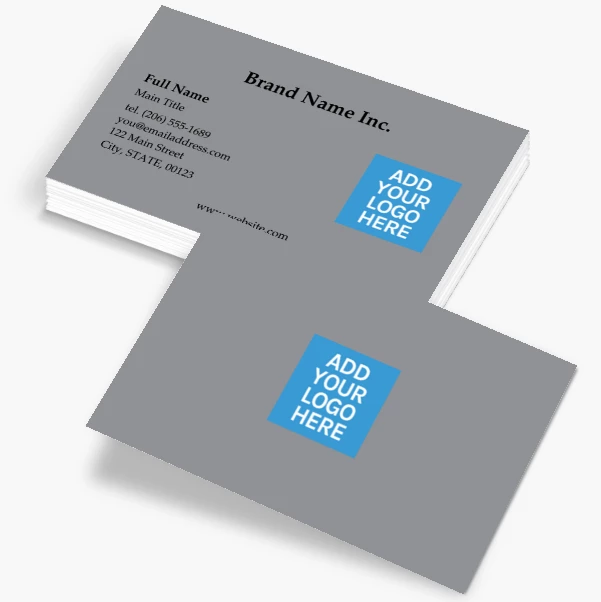 Brand Name Inc.
Full Name
Main Title
tel. (206) 555-1689
you@emailaddress.com
122 Main Street
City, STATE, 00123
ADD
YOUR
LOGO
HERE
ADD
YOUR
LOGO
HERE